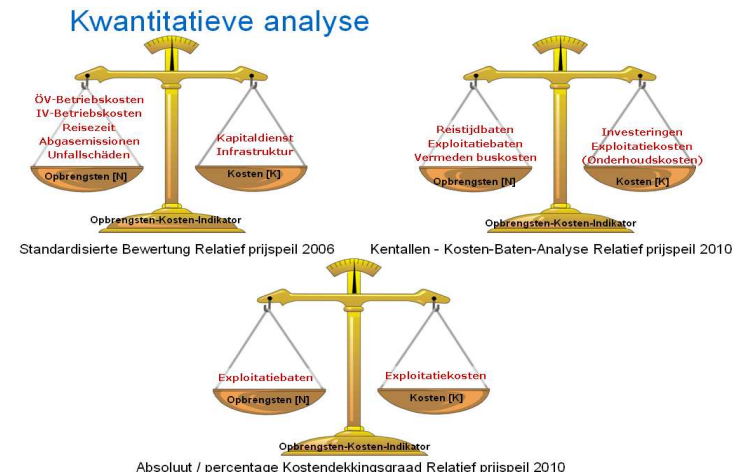 Kwantitatieve analyse
ÖV-Betriebskosten
IV-Betriebskosten
Reisezeit
Abgasemissionen
Unfallschäden
Opbrengsten [N]
Kapitaldienst
Infrastruktur
Kosten [K]
Opbrengsten-Kosten-Indikator
Standardisierte Bewertung Relatief prijspeil 2006
Reistijdbaten
Exploitatiebaten
Vermeden buskosten
Opbrengsten [N]
Investeringen
Exploitatiekosten
(Onderhoudskosten)
Kosten [K]
Opbrengsten-Kosten-Indikator
Kentallen - Kosten-Baten-Analyse Relatief prijspeil 2010
Exploitatiebaten
Opbrengsten [N]
Exploitatiekosten
Kosten [K]
Opbrengsten-Kosten-Indikator
Absoluut / percentage Kostendekkingsgraad Relatief prijspeil 2010